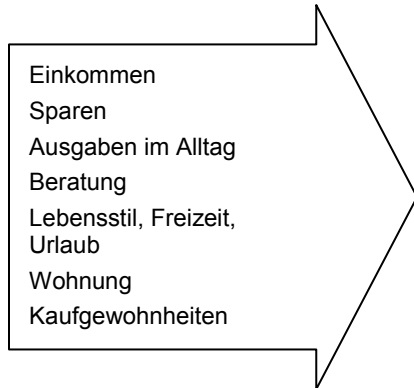 Einkommen
Sparen
Ausgaben im Alltag
Beratung
Lebensstil, Freizeit,
Urlaub
Wohnung
Kaufgewohnheiten